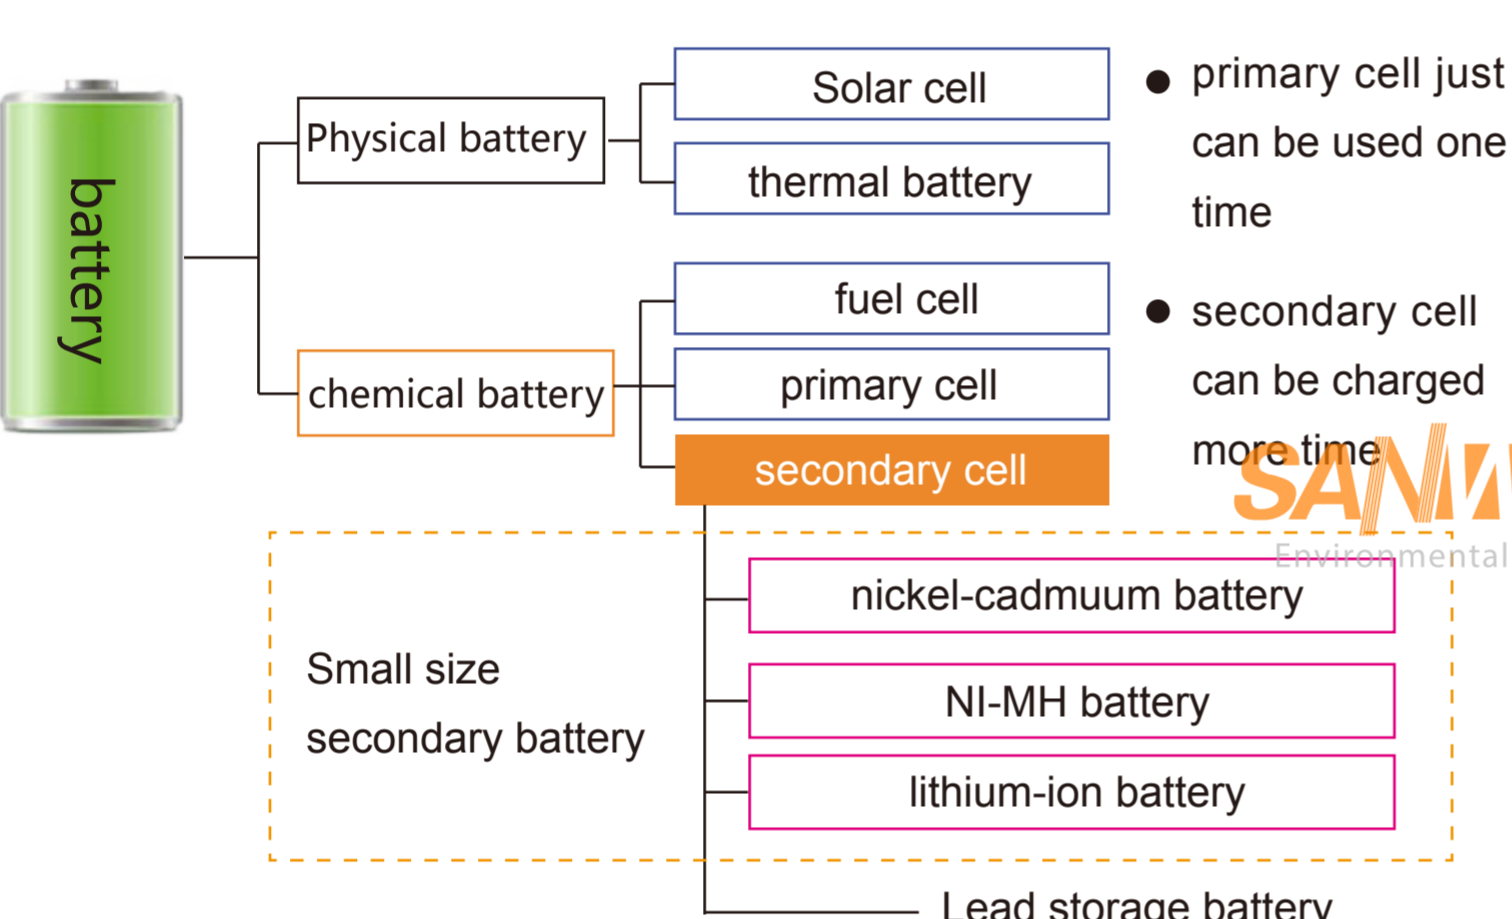 battery
Physical battery
Solar cell
thermal battery
chemical battery
fuel cell
primary cell
secondary cell
primary cell just
can be used one
time
secondary cell
can be charged
more time
Environmental
Small size
secondary battery
nickel-cadmuum battery
NI-MH battery
lithium-ion battery
Lead storage battery